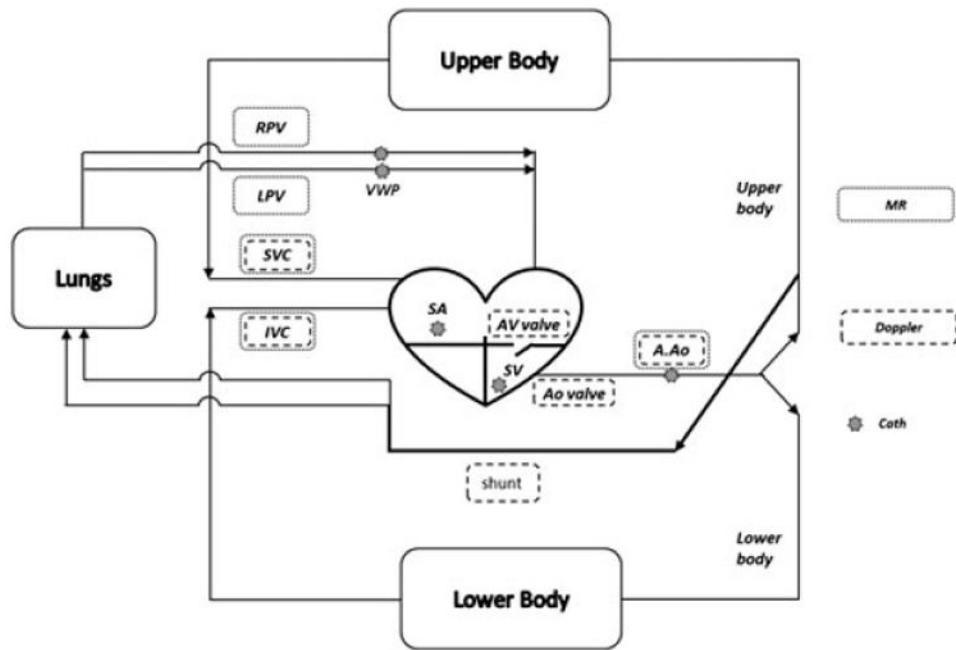 Upper Body
RPV
VWP
LPV
Upper
body
MR
SVC
Lungs
SA
IVC
AV valve
Doppler
A.Ao
SV
Ao valve
Cath
shunt
Lower
body
Lower Body